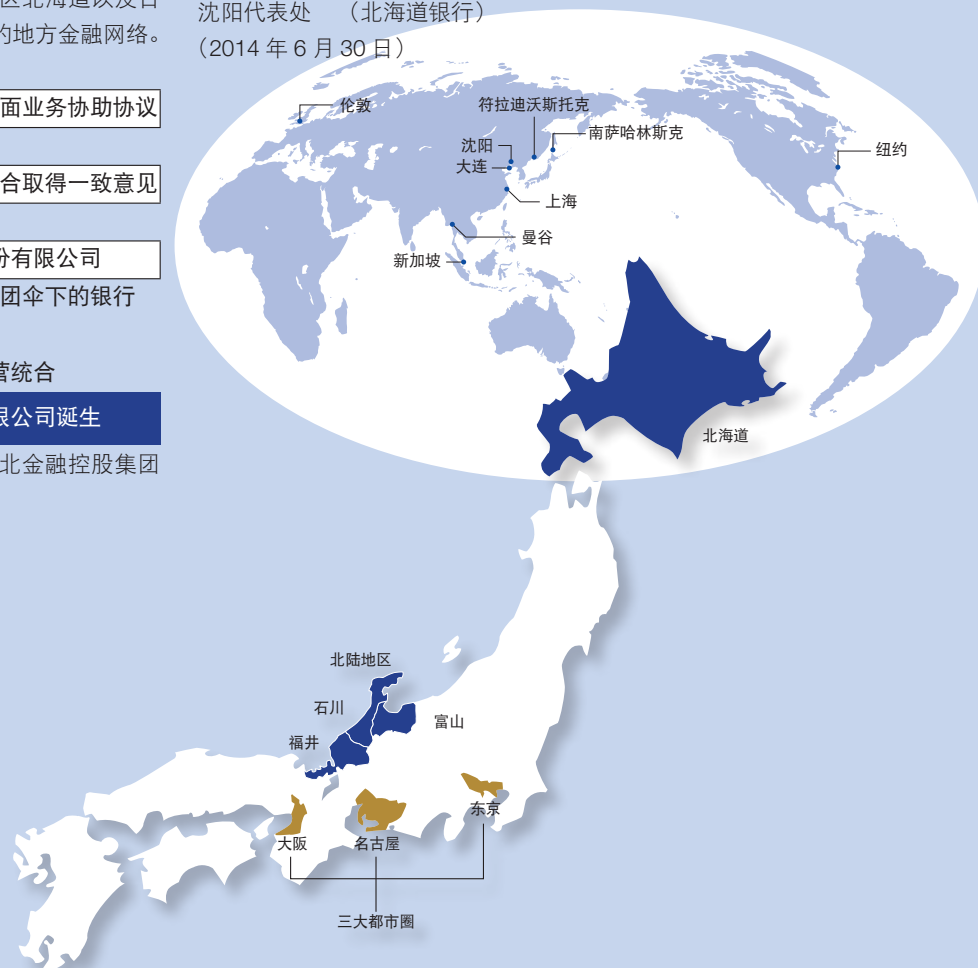 区北海道以及
的地方金融网络。
面业务协助协议
合取得一致意见
份有限公司
团伞下的银行
营统合
限公司诞生
北金融控股集团
沈阳代表处 （北海道银行）
（2014 年 6 月 30 日）
伦敦
符拉迪沃斯托克
南萨哈林斯克
沈阳
大连
纽约
上海
曼谷
新加坡
北海道
北陆地区
石川
富山
福井
东京
大阪
名古屋
三大都市圈